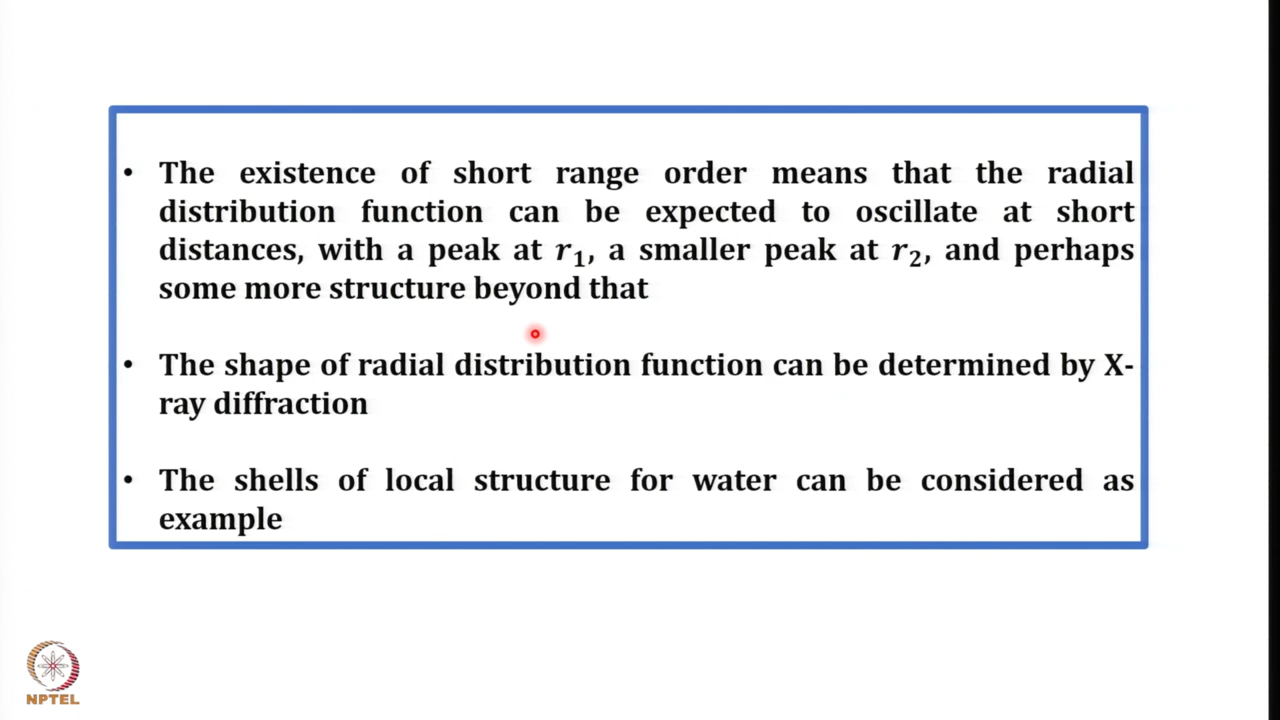 • The existence of short range order means that the radial
distribution function can be expected to oscillate at short
distances, with a peak at r₁, a smaller peak at r₂, and perhaps
some more structure beyond that
• The shape of radial distribution function can be determined by X-
ray diffraction
• The shells of local structure for water can be considered as
example
NPTEL